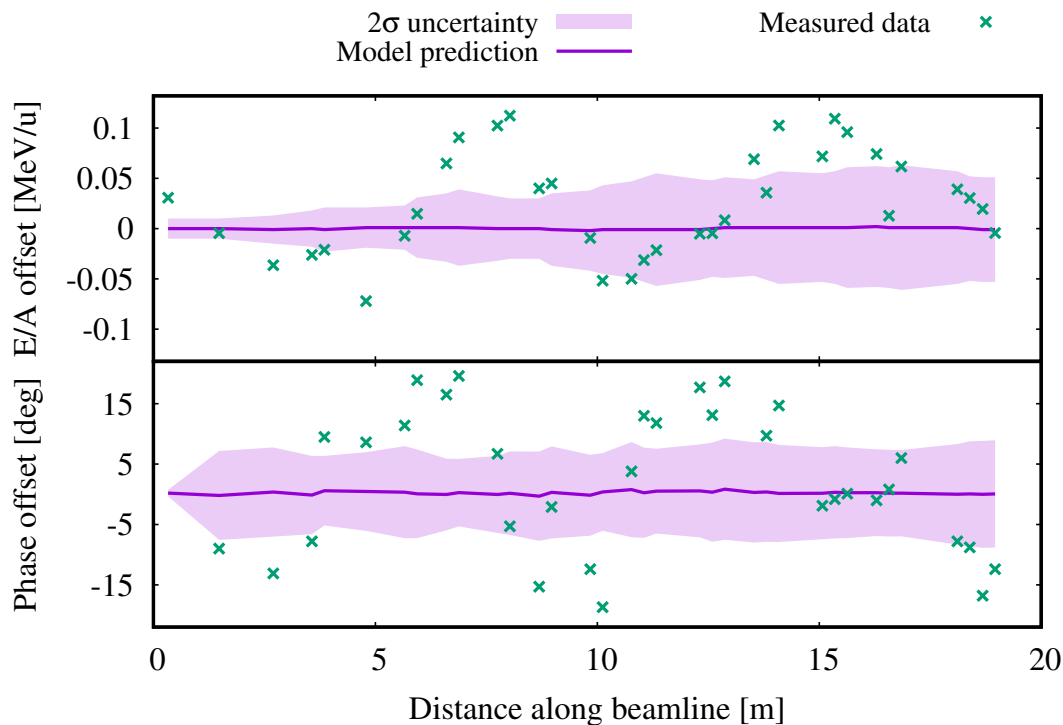 2σ uncertainty
Measured data
Model prediction
E/A offset [MeV/u]
0.1
0.05
0
-0.05
-0.1
Phase offset [deg]
15
5
-5
-15
0 5 10 15 20
Distance along beamline [m]